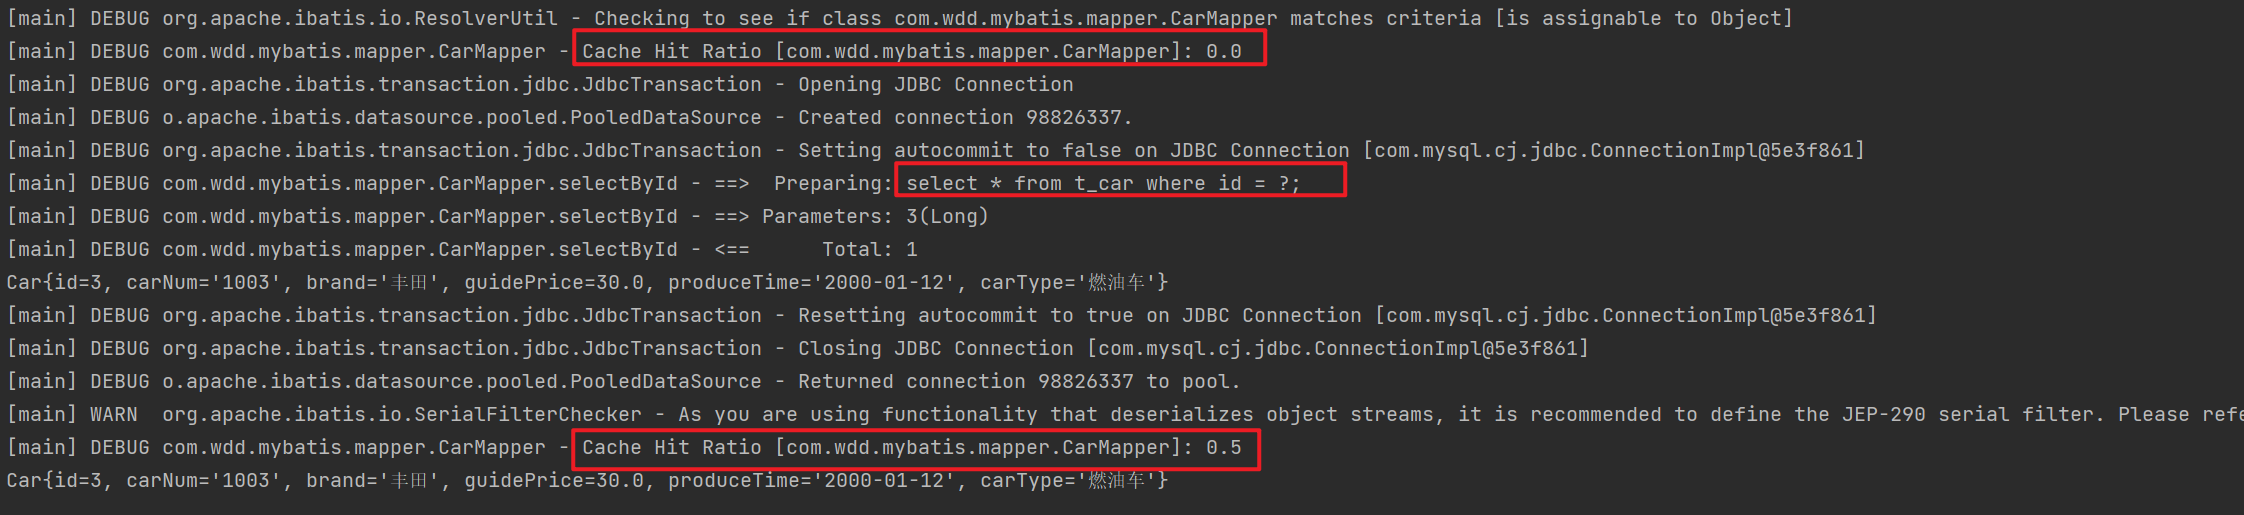 [main] DEBUG org.apache.ibatis.io.ResolverUtil - Checking to see if class com.wdd.mybatis.mapper.CarMapper matches criteria [is assignable to Object]
[main] DEBUG com.wdd.mybatis.mapper.CarMapper - Cache Hit Ratio [com.wdd.mybatis.mapper.CarMapper]: 0.0
[main] DEBUG org.apache.ibatis.transaction.jdbc.JdbcTransaction - Opening JDBC Connection
[main] DEBUG o.apache.ibatis.datasource.pooled.PooledDataSource - Created connection 98826337.
[main] DEBUG org.apache.ibatis.transaction.jdbc.JdbcTransaction - Setting autocommit to false on JDBC Connection [com.mysql.cj.jdbc.ConnectionImpl@5e3f861]
[main] DEBUG com.wdd.mybatis.mapper.CarMapper.selectById - ==>  Preparing: select * from t_car where id = ?;
[main] DEBUG com.wdd.mybatis.mapper.CarMapper.selectById - ==> Parameters: 3(Long)
[main] DEBUG com.wdd.mybatis.mapper.CarMapper.selectById - <==      Total: 1
Car{id=3, carNum='1003', brand='丰田', guidePrice=30.0, produceTime='2000-01-12', carType='燃油车'}
[main] DEBUG org.apache.ibatis.transaction.jdbc.JdbcTransaction - Resetting autocommit to true on JDBC Connection [com.mysql.cj.jdbc.ConnectionImpl@5e3f861]
[main] DEBUG org.apache.ibatis.transaction.jdbc.JdbcTransaction - Closing JDBC Connection [com.mysql.cj.jdbc.ConnectionImpl@5e3f861]
[main] DEBUG o.apache.ibatis.datasource.pooled.PooledDataSource - Returned connection 98826337 to pool.
[main] WARN  org.apache.ibatis.io.SerialFilterChecker - As you are using functionality that deserializes object streams, it is recommended to define the JEP-290 serial filter. Please refe
[main] DEBUG com.wdd.mybatis.mapper.CarMapper - Cache Hit Ratio [com.wdd.mybatis.mapper.CarMapper]: 0.5
Car{id=3, carNum='1003', brand='丰田', guidePrice=30.0, produceTime='2000-01-12', carType='燃油车'}